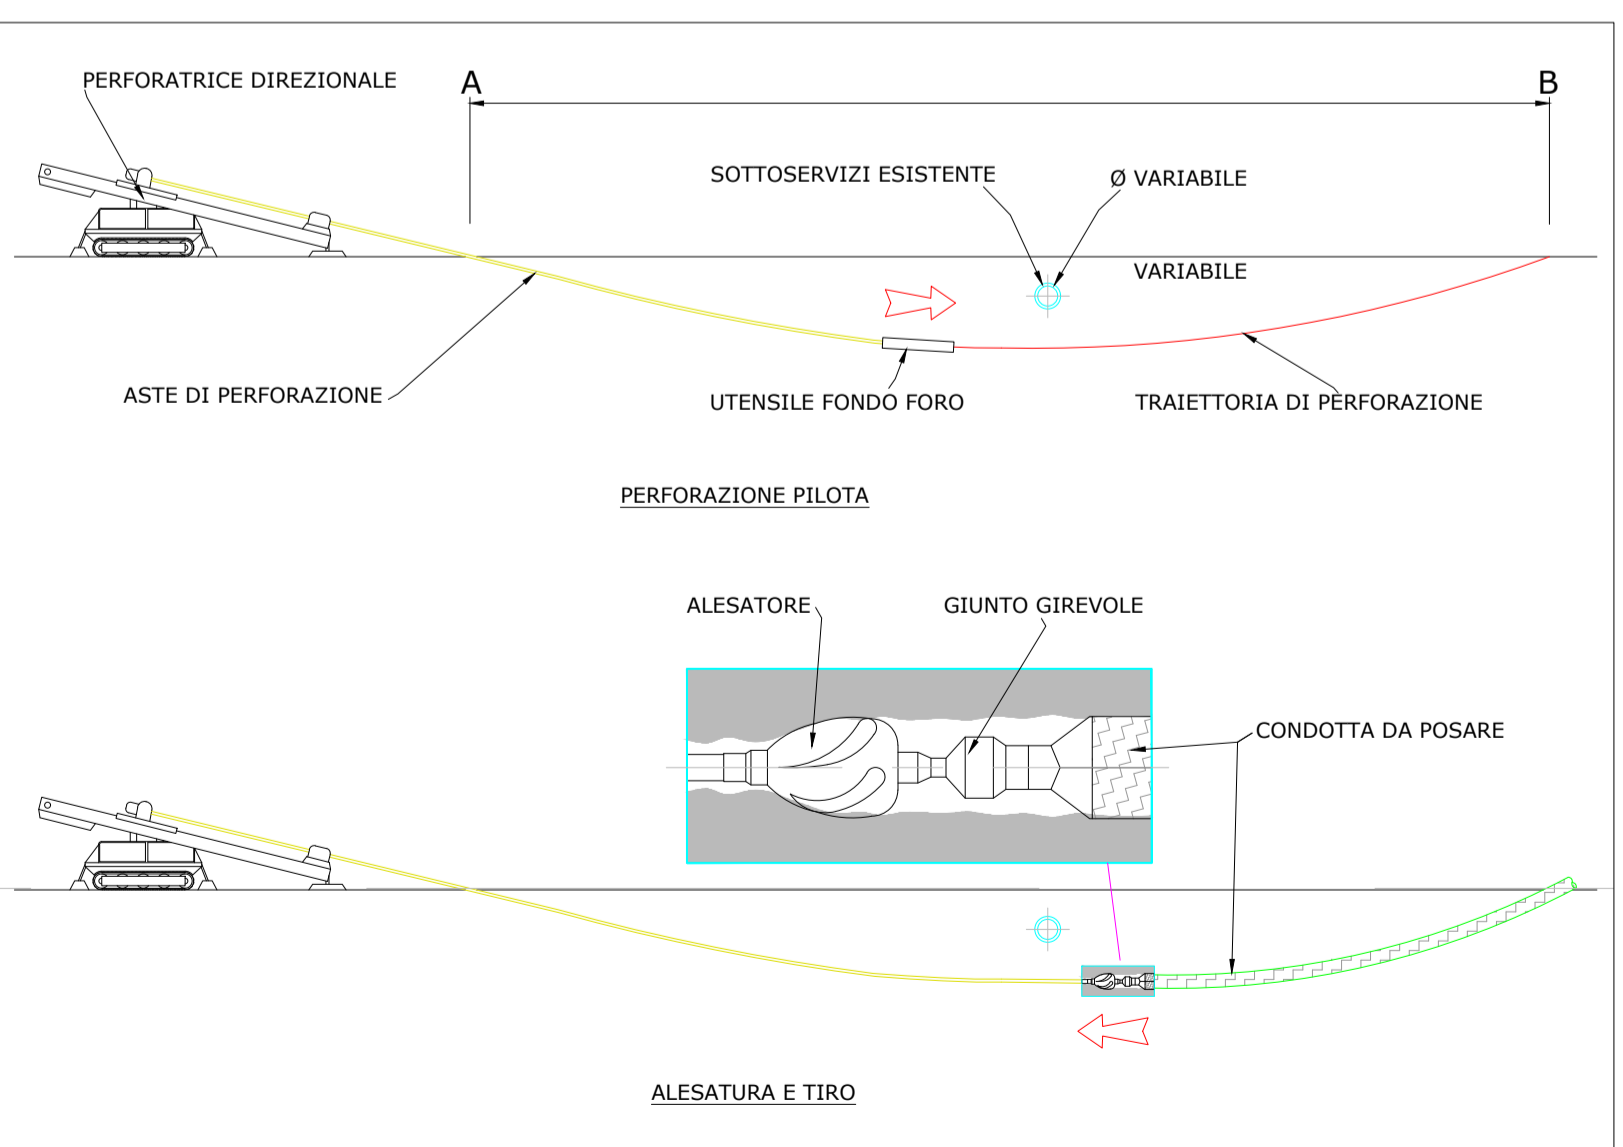 PERFORATRICE DIREZIONALE
A
B
SOTTOSERVIZI ESISTENTE
Ø VARIABILE
VARIABILE
ASTE DI PERFORAZIONE
UTENSILE FONDO FORO
TRAIETTORIA DI PERFORAZIONE
PERFORAZIONE PILOTA
ALESATORE
GIUNTO GIREVOLE
CONDOTTA DA POSARE
ALESATURA E TIRO